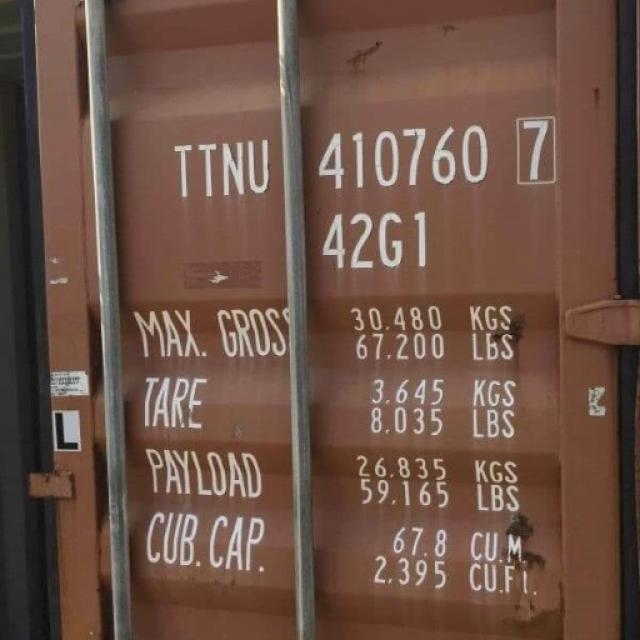 TTNU 410760 7
42G1
MAX. GROSS 30.480 KGS
67,200 LBS
TARE 3.645 KGS
8.035 LBS
L
PAYLOAD 26.835 KGS
59.165 LBS
CUB. CAP. 67.8 CU.M.
2,395 CU.FT.